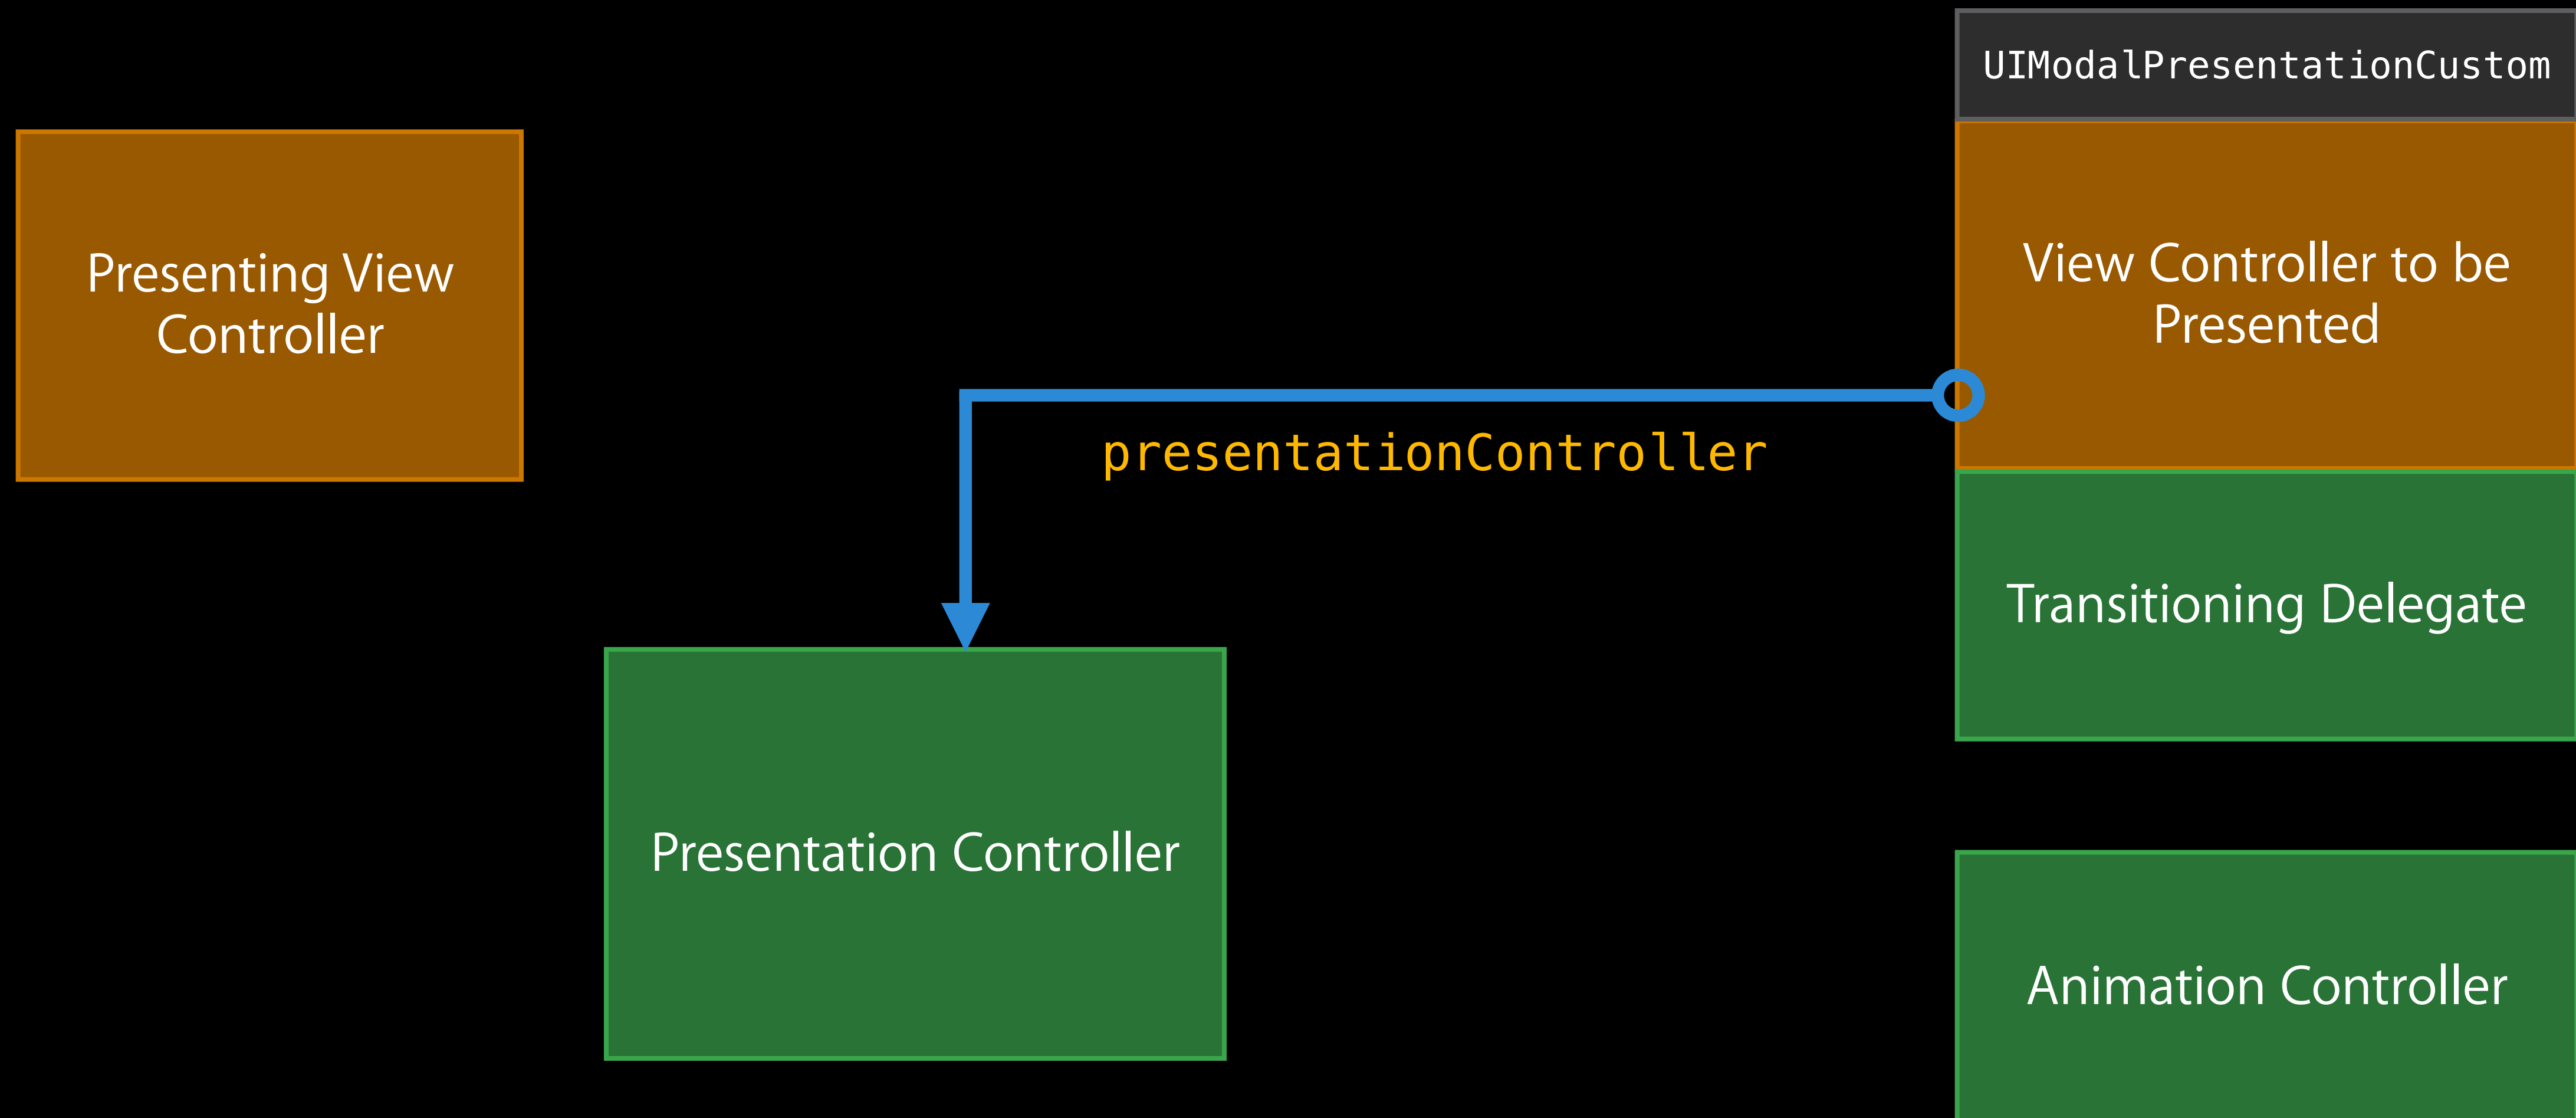 UIModalPresentationCustom
Presenting View
Controller
View Controller to be
Presented
presentationController
Transitioning Delegate
Presentation Controller
Animation Controller